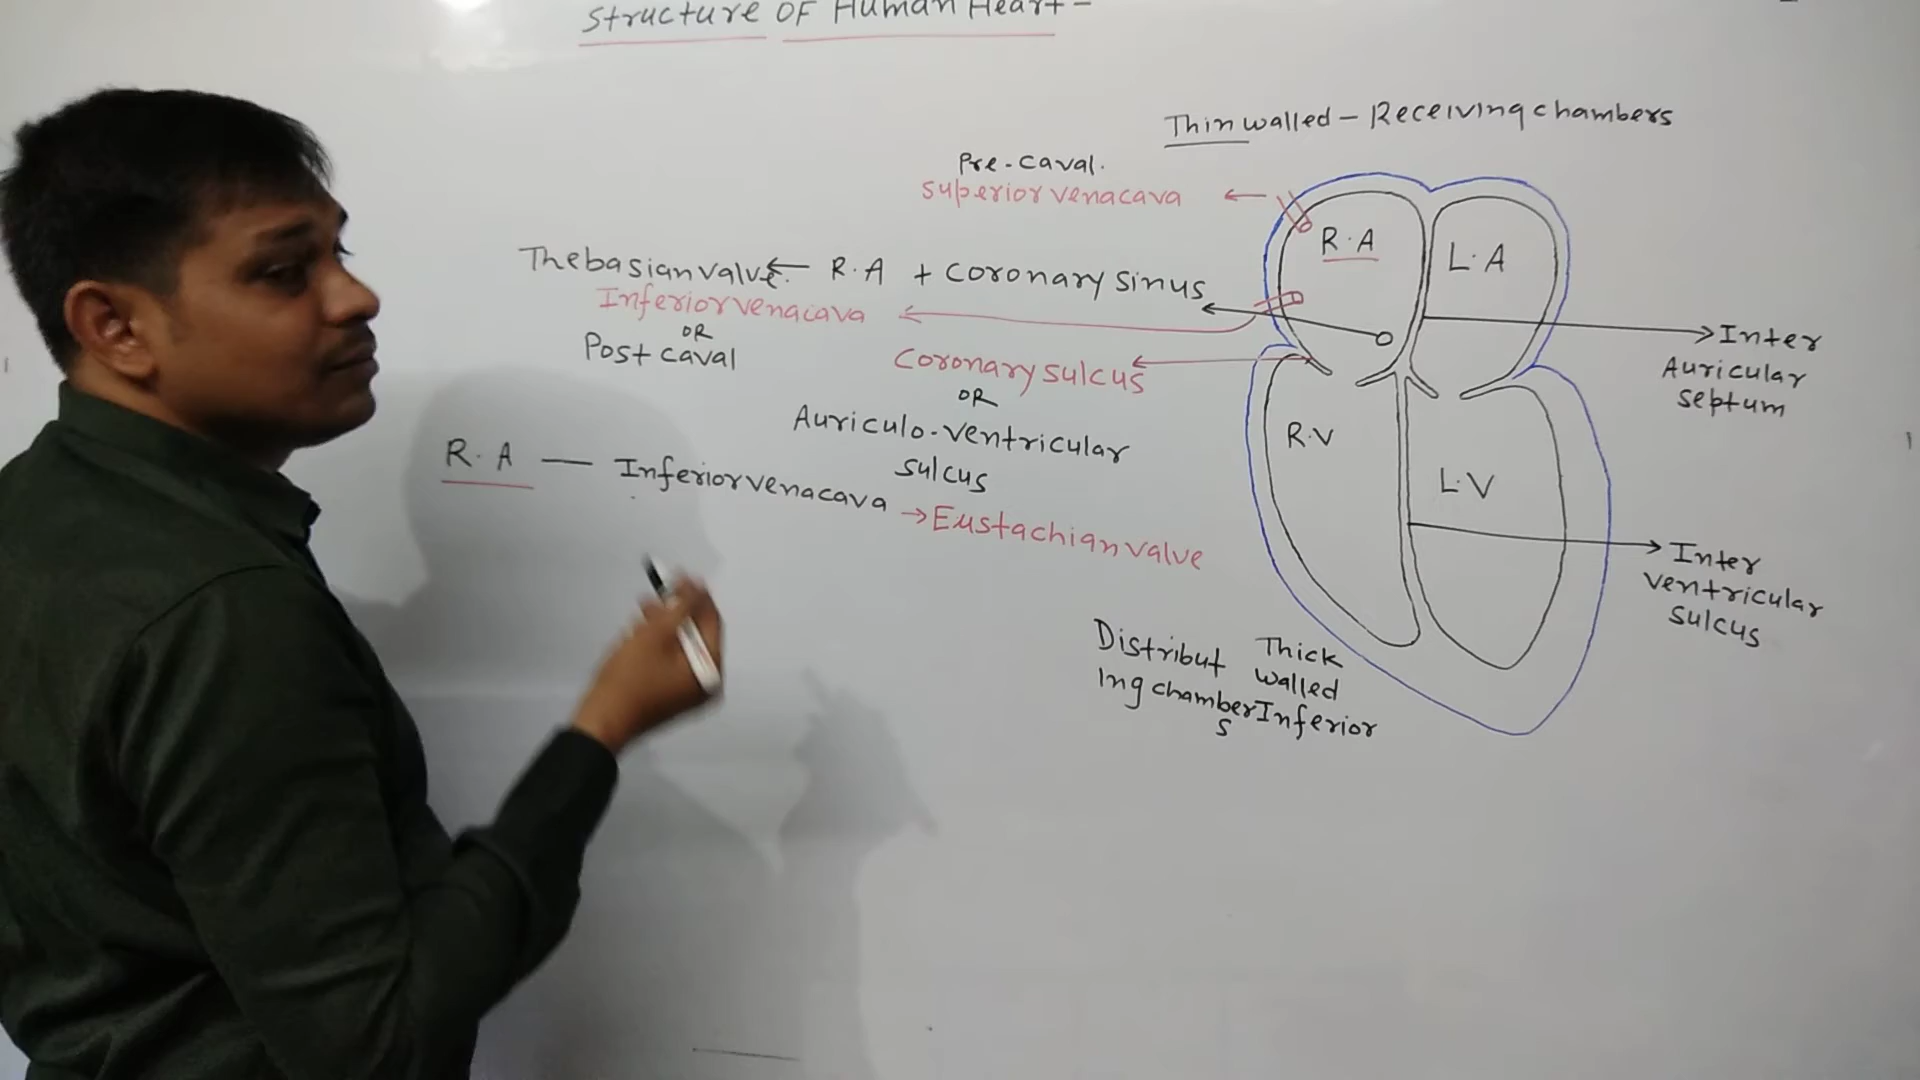 Structure OF Human Heart -
Thin walled - Receiving chambers
Pre-caval.
Superior venacava ←
R.A
L.A
Thebasian valve. ← R.A + Coronary sinus
Inferior venacava
OR
Post caval
Coronary sulcus
OR
Auriculo-ventricular
sulcus
Inter
Auricular
septum
R.V
L.V
R.A — Inferior venacava → Eustachian valve
Inter
ventricular
sulcus
Distribut
ing chamber
s
Thick
walled
Inferior